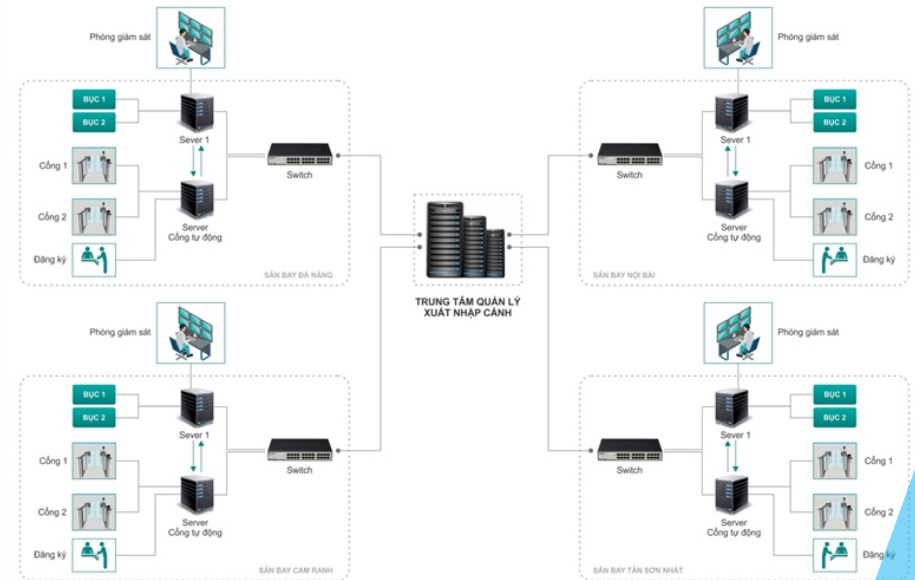 Phòng giám sát
BỤC 1
BỤC 2
Sever 1
Cổng 1
Cổng 2
Server
Cổng tự động
Đăng ký
Switch
SÂN BAY ĐÀ NẴNG
Phòng giám sát
BỤC 1
BỤC 2
Sever 1
Cổng 1
Cổng 2
Server
Cổng tự động
Đăng ký
Switch
SÂN BAY NỘI BÀI
TRUNG TÂM QUẢN LÝ
XUẤT NHẬP CẢNH
Phòng giám sát
BỤC 1
BỤC 2
Sever 1
Cổng 1
Cổng 2
Server
Cổng tự động
Đăng ký
Switch
SÂN BAY CAM RANH
Phòng giám sát
BỤC 1
BỤC 2
Sever 1
Cổng 1
Cổng 2
Server
Cổng tự động
Đăng ký
Switch
SÂN BAY TÂN SƠN NHẤT